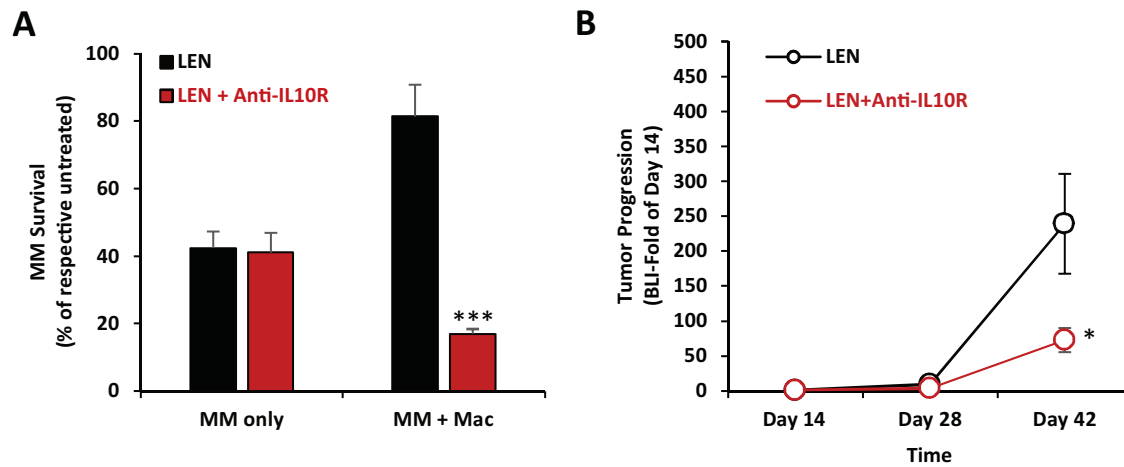 A
MM Survival
(% of respective untreated)
100
80
60
40
20
0
LEN
LEN + Anti-IL10R
***
MM only
MM + Mac
B
Tumor Progression
(BLI-Fold of Day 14)
500
450
400
350
300
250
200
150
100
50
0
LEN
LEN+Anti-IL10R
*
Day 14
Day 28
Day 42
Time